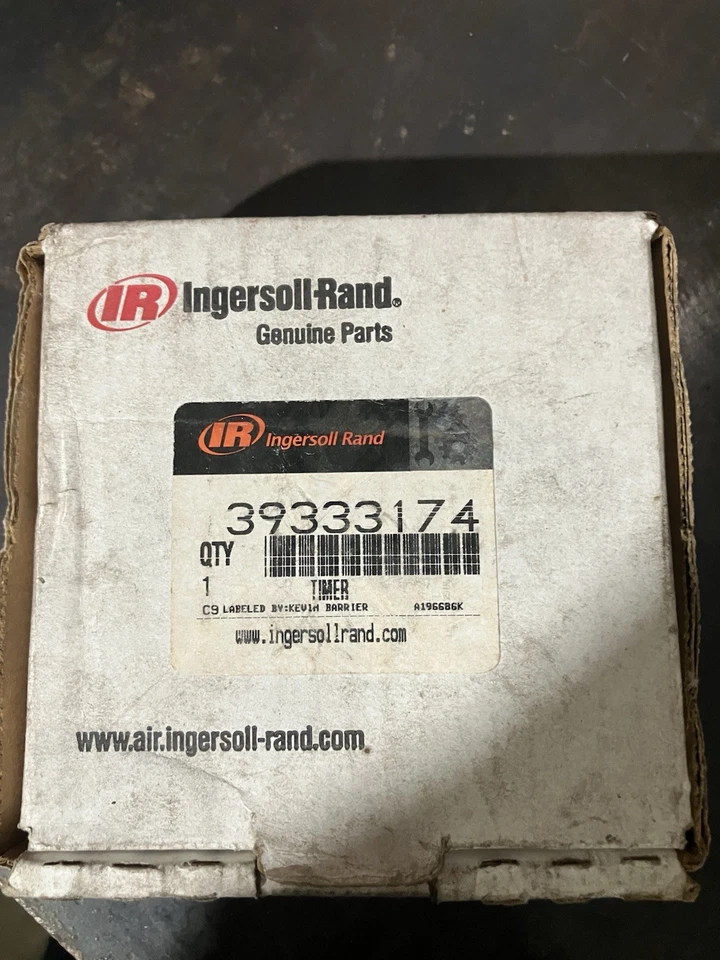 IR Ingersoll-Rand®
Genuine Parts
IR Ingersoll Rand
39333174
QTY
1 TIMER
C9 LABELED BY:KEVIN BARRIER A196686K
www.ingersollrand.com
www.air.ingersoll-rand.com